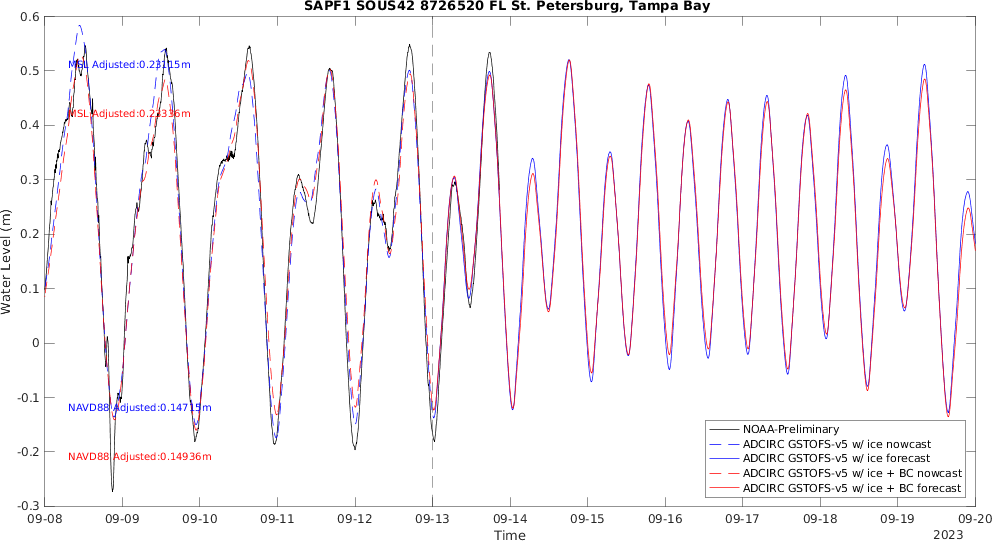 SAPF1 SOUS42 8726520 FL St. Petersburg, Tampa Bay
0.6
0.5
0.4
0.3
0.2
0.1
0
-0.1
-0.2
-0.3
Water Level (m)
MSL Adjusted:0.23115m
MSL Adjusted:0.23336m
NAVD88 Adjusted:0.14715m
NAVD88 Adjusted:0.14936m
NOAA-Preliminary
ADCIRC GSTOFS-v5 w/ ice nowcast
ADCIRC GSTOFS-v5 w/ ice forecast
ADCIRC GSTOFS-v5 w/ ice + BC nowcast
ADCIRC GSTOFS-v5 w/ ice + BC forecast
09-08 09-09 09-10 09-11 09-12 09-13 09-14 09-15 09-16 09-17 09-18 09-19 09-20
Time
2023